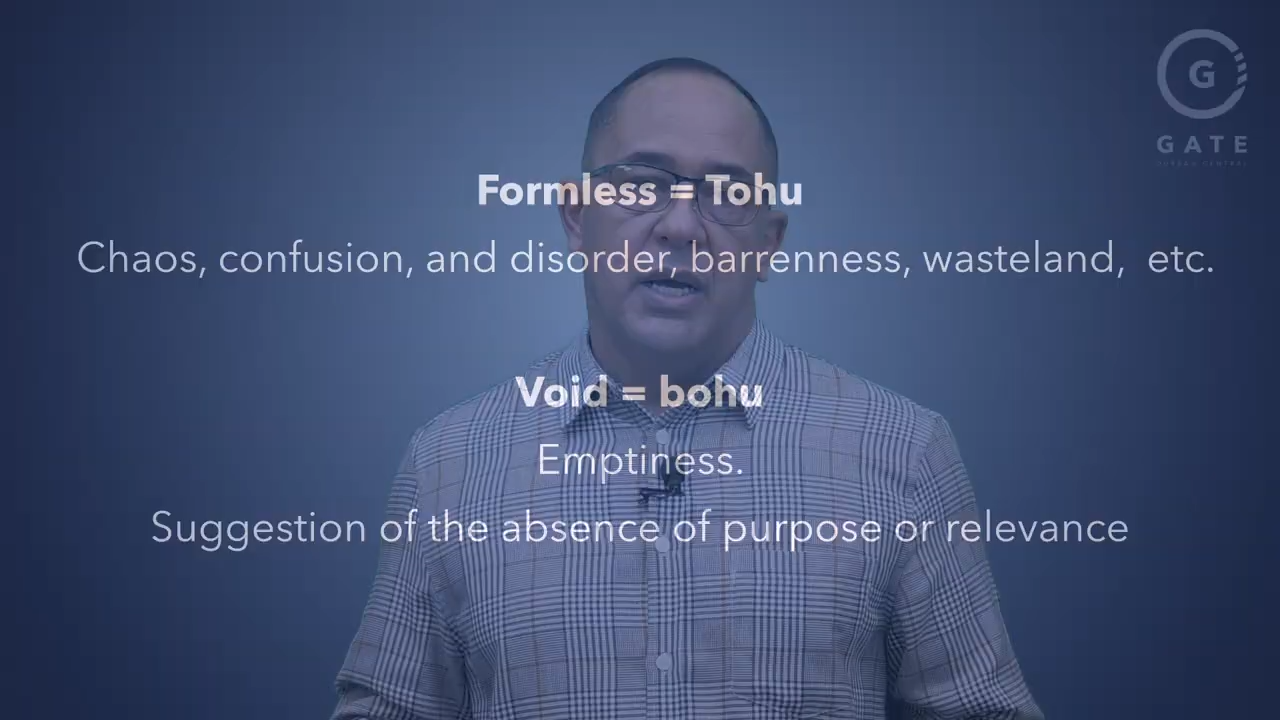 G
GATE
Formless = Tohu
Chaos, confusion, and disorder, barrenness, wasteland, etc.
Void = bohu
Emptiness.
Suggestion of the absence of purpose or relevance